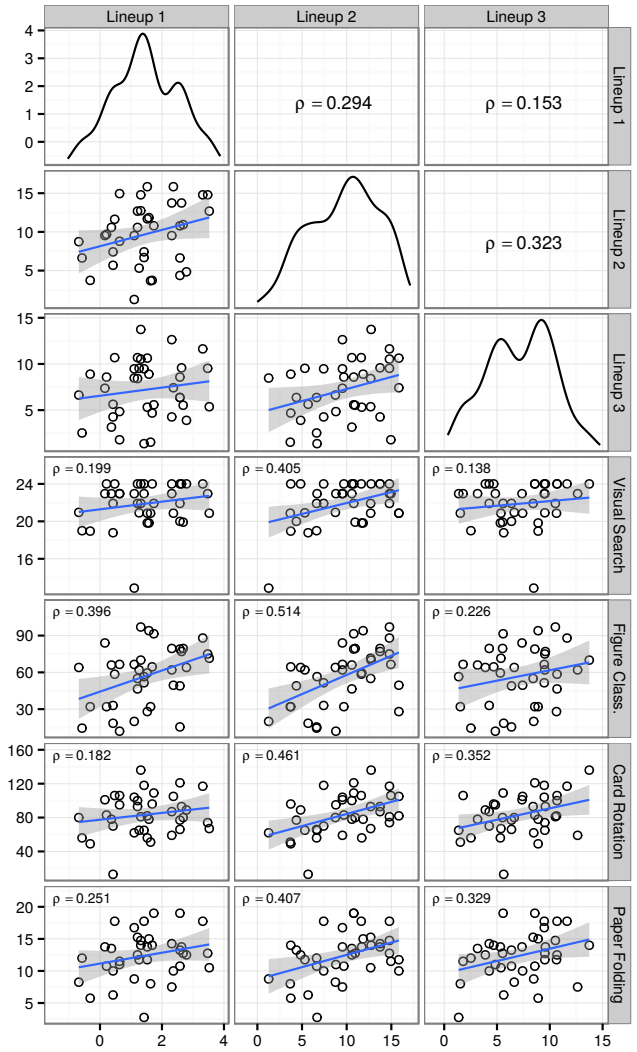 Lineup 1 Lineup 2 Lineup 3
4
3
2
1
0
ρ = 0.294
ρ = 0.153
Lineup 1
15
10
5
ρ = 0.323
Lineup 2
15
10
5
Lineup 3
24
20
16
ρ = 0.199
ρ = 0.405
ρ = 0.138
Visual Search
90
60
30
ρ = 0.396
ρ = 0.514
ρ = 0.226
Figure Class.
160
120
80
40
ρ = 0.182
ρ = 0.461
ρ = 0.352
Card Rotation
20
15
10
5
ρ = 0.251
ρ = 0.407
ρ = 0.329
Paper Folding
0 2 4 0 5 10 15 0 5 10 15